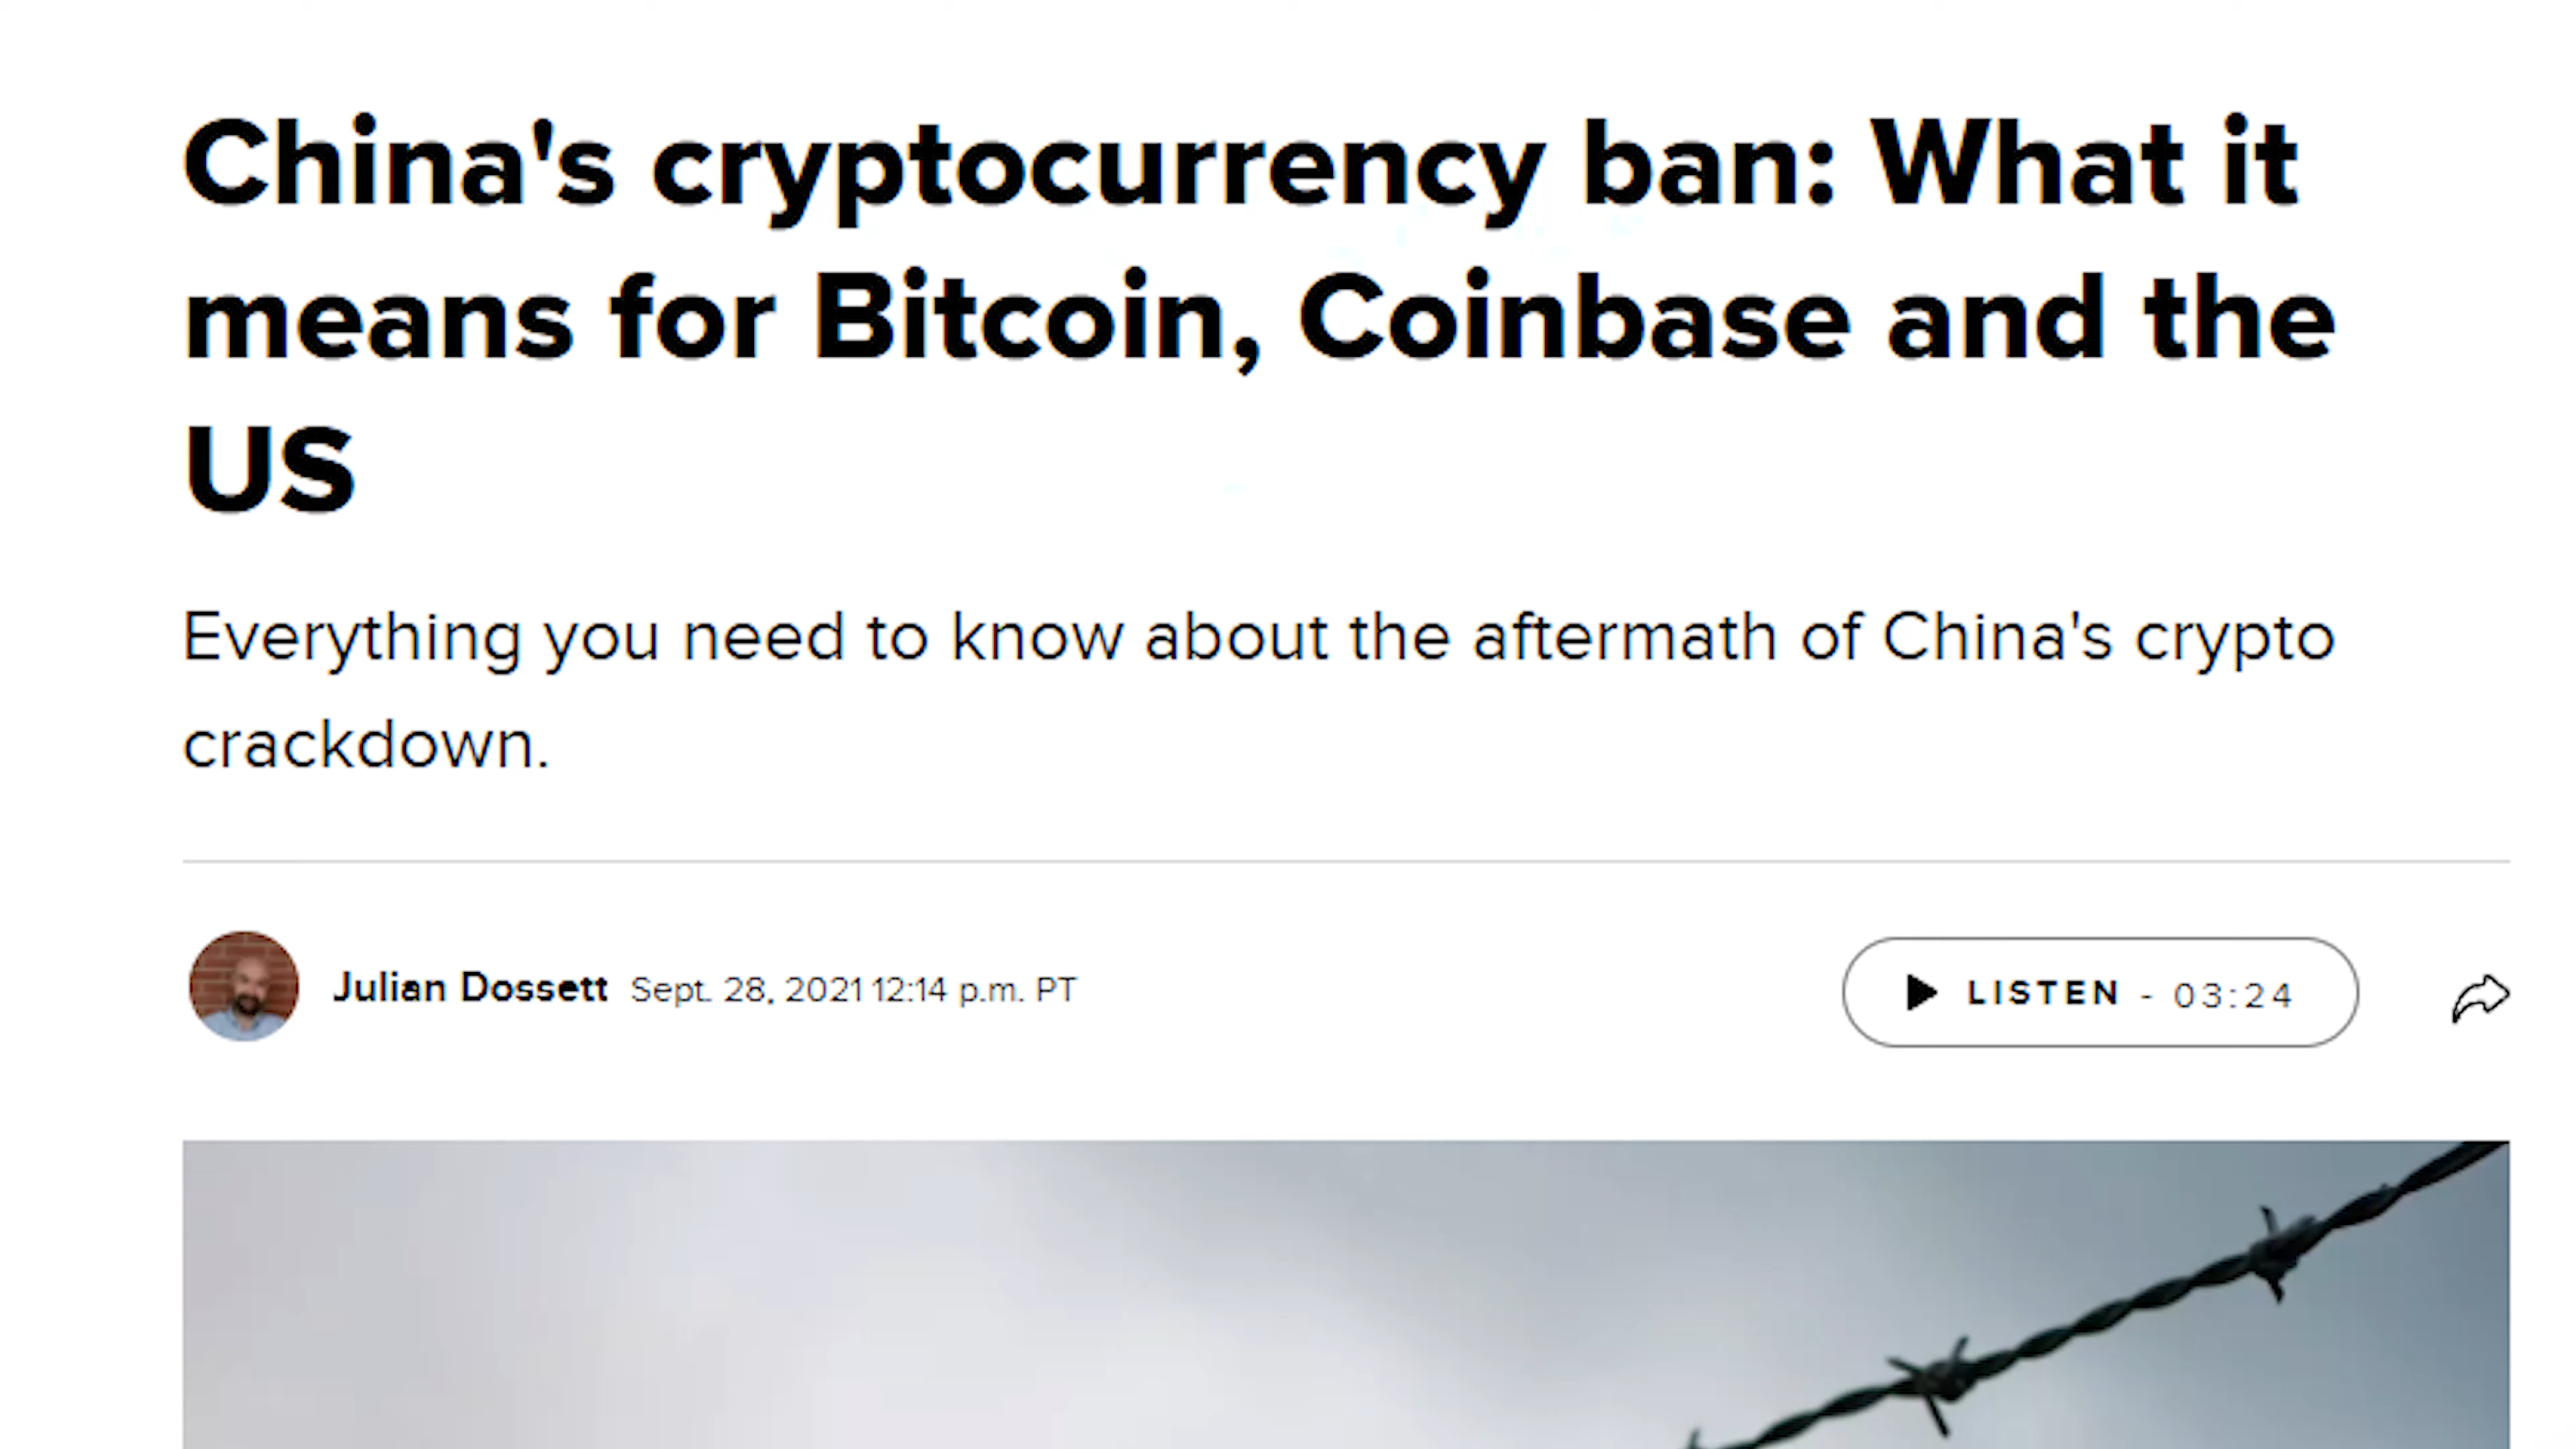 China's cryptocurrency ban: What it
means for Bitcoin, Coinbase and the
US
Everything you need to know about the aftermath of China's crypto
crackdown.
Julian Dossett Sept. 28, 2021 12:14 p.m. PT
LISTEN - 03:24